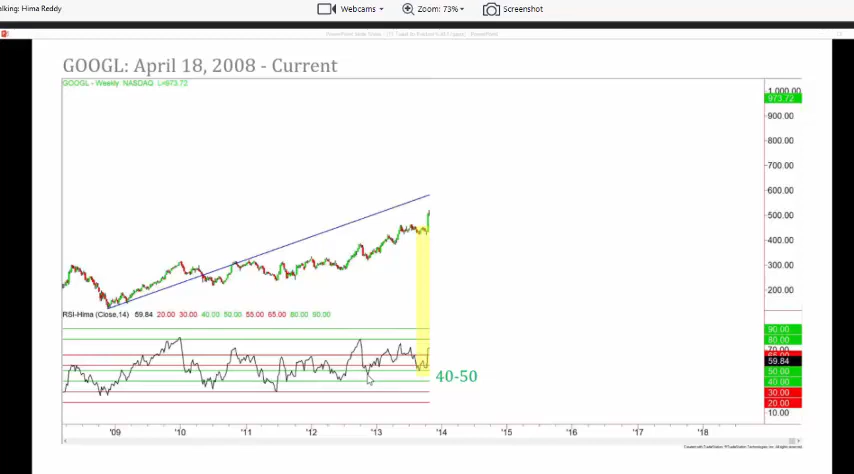 alking: Hima Reddy
Webcams
Zoom: 73%
Screenshot
GOOGL: April 18, 2008 - Current
GOOGL - Weekly NASDAQ L=973.72
1,000.00
973.72
900.00
800.00
700.00
600.00
500.00
400.00
300.00
200.00
RSI-Hima (Close,14) 59.84 20.00 30.00 40.00 50.00 55.00 65.00 80.00 90.00
90.00
80.00
59.84
50.00
40.00
30.00
20.00
10.00
40-50
'09 '10 '11 '12 '13 '14 '15 '16 '17 '18